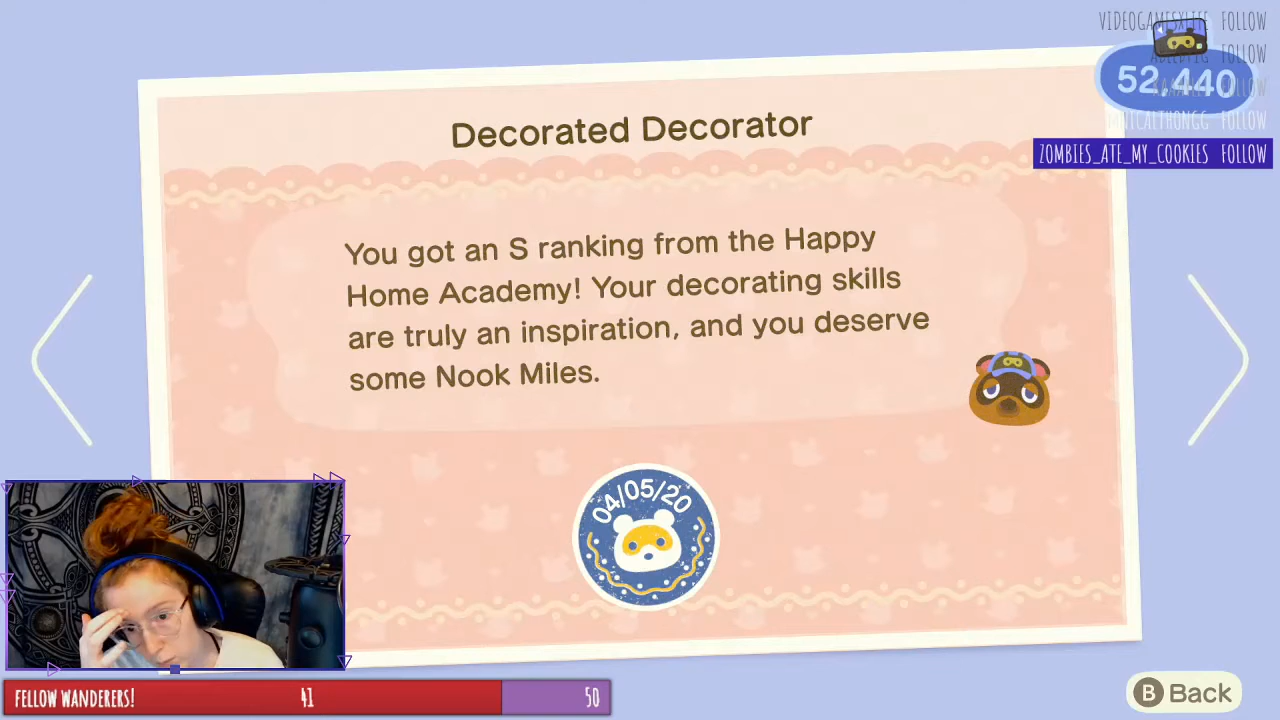 VIDEOGAMESXLIFE FOLLOW
FOLLOW
52,440
FOLLOW
FOLLOW
ZOMBIES_ATE_MY_COOKIES FOLLOW
Decorated Decorator
You got an S ranking from the Happy
Home Academy! Your decorating skills
are truly an inspiration, and you deserve
some Nook Miles.
04/05/20
FELLOW WANDERERS! 41 50
B Back